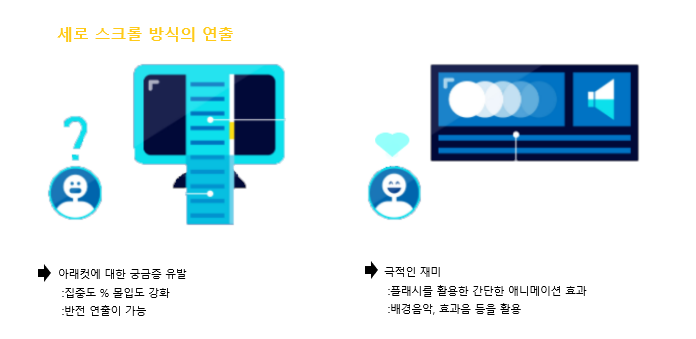 세로 스크롤 방식의 연출
?
아래컷에 대한 궁금증 유발
:집중도 % 몰입도 강화
:반전 연출이 가능
극적인 재미
:플래시를 활용한 간단한 애니메이션 효과
:배경음악, 효과음 등을 활용